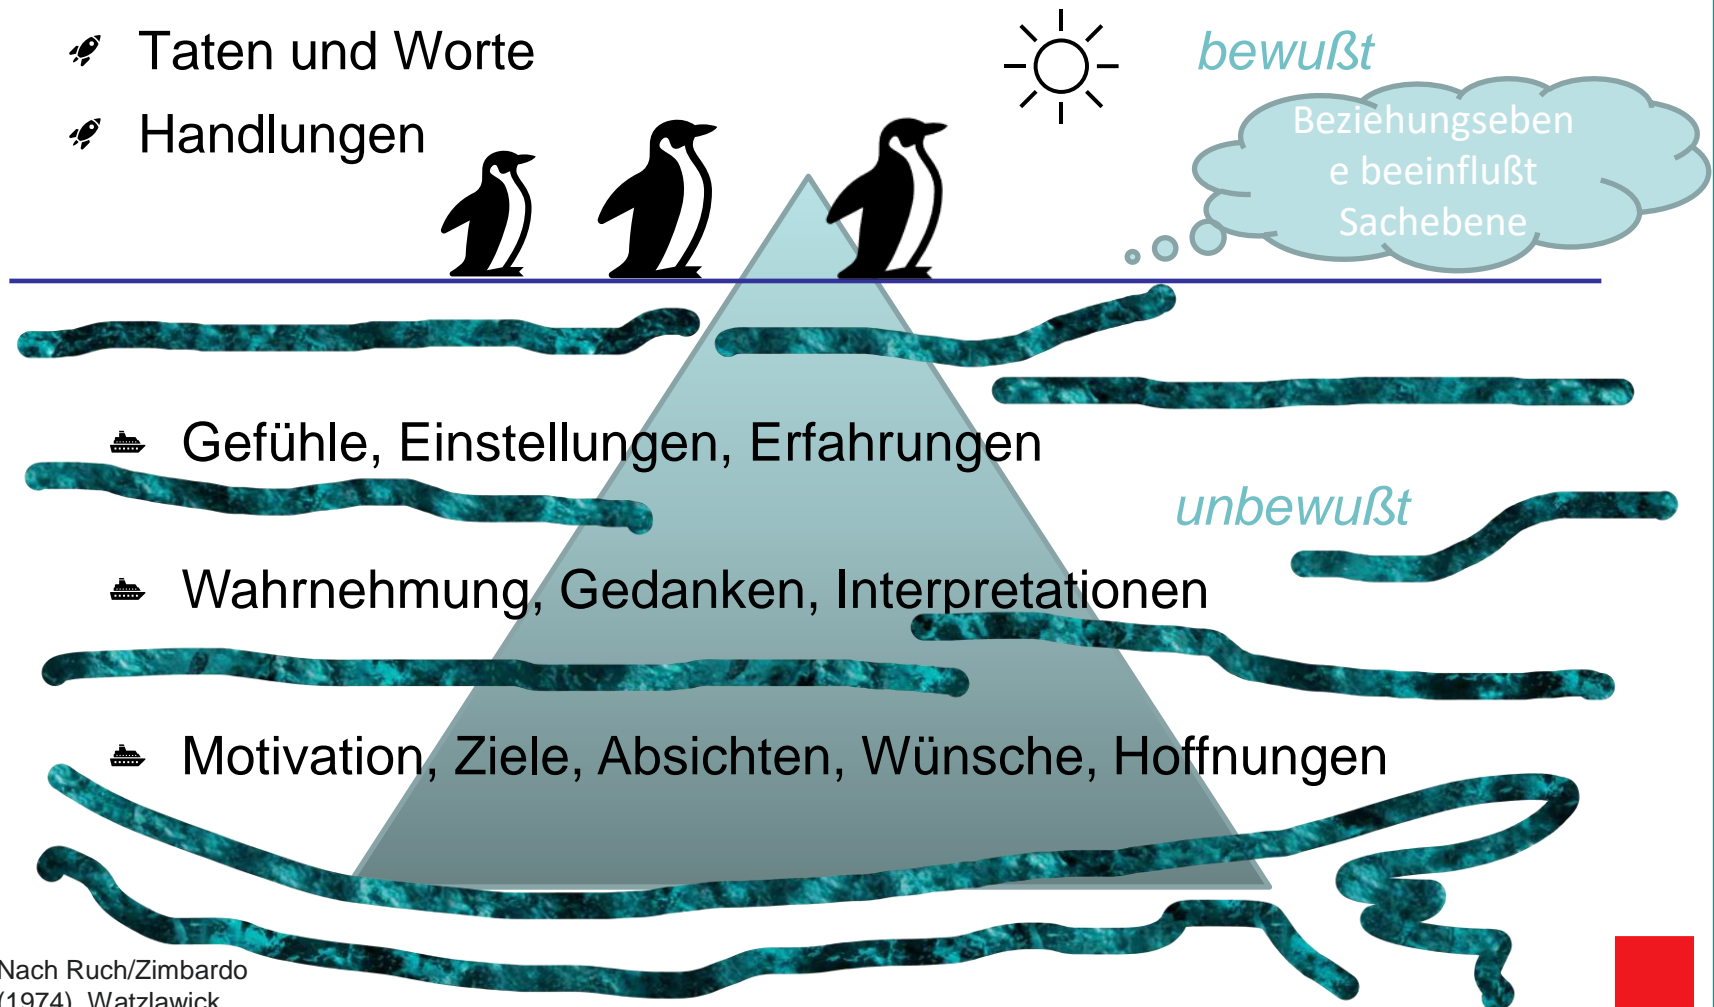 Taten und Worte
bewußt
Handlungen
Beziehungseben
e beeinflußt
Sachebene
Gefühle, Einstellungen, Erfahrungen
unbewußt
Wahrnehmung, Gedanken, Interpretationen
Motivation, Ziele, Absichten, Wünsche, Hoffnungen
Nach Ruch/Zimbardo
(1974), Watzlawick